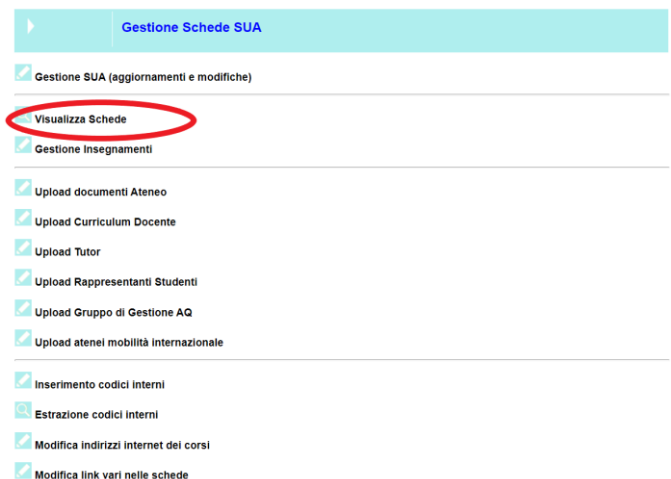 Gestione Schede SUA
Gestione SUA (aggiornamenti e modifiche)
Visualizza Schede
Gestione Insegnamenti
Upload documenti Ateneo
Upload Curriculum Docente
Upload Tutor
Upload Rappresentanti Studenti
Upload Gruppo di Gestione AQ
Upload atenei mobilità internazionale
Inserimento codici interni
Estrazione codici interni
Modifica indirizzi internet dei corsi
Modifica link vari nelle schede